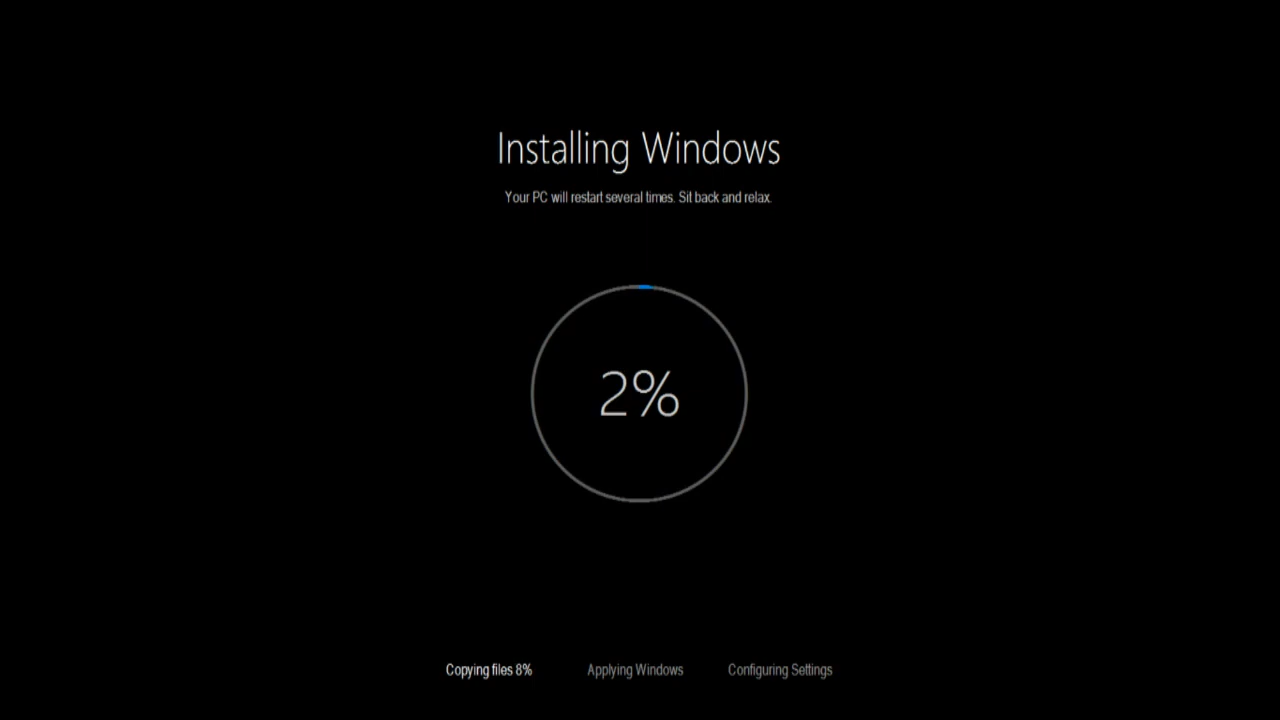 Installing Windows
Your PC will restart several times. Sit back and relax.
2%
Copying files 8% Applying Windows Configuring Settings